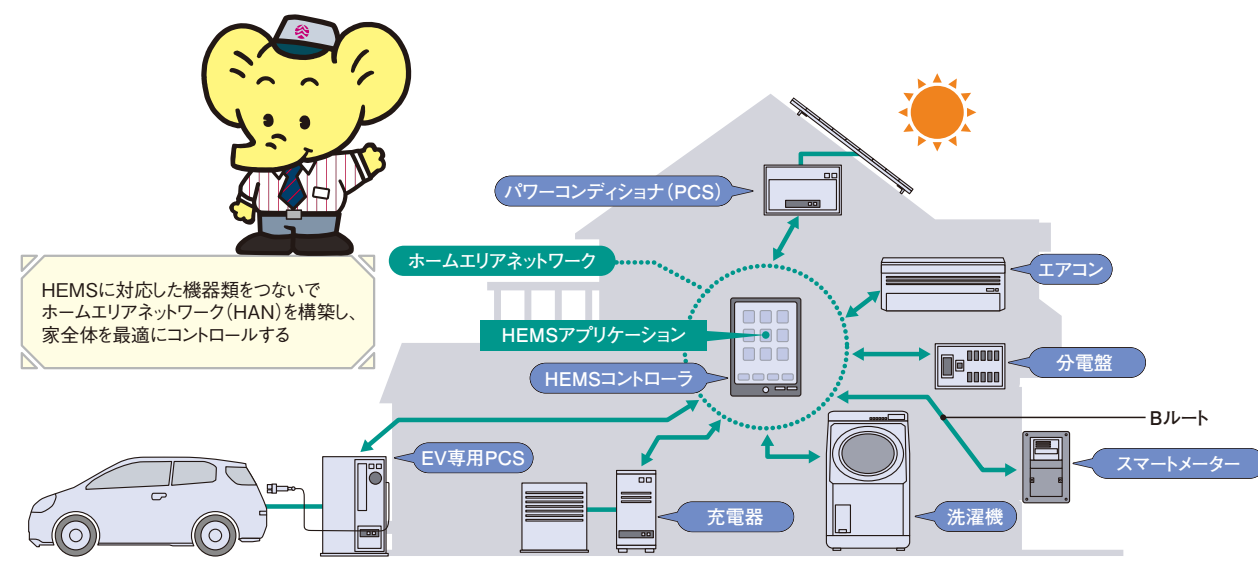 パワーコンディショナ（PCS）
ホームエリアネットワーク
エアコン
HEMSに対応した機器類をつないで
ホームエリアネットワーク（HAN）を構築し、
家全体を最適にコントロールする
HEMSアプリケーション
分電盤
HEMSコントローラ
Bルート
EV専用PCS
スマートメーター
充電器
洗濯機